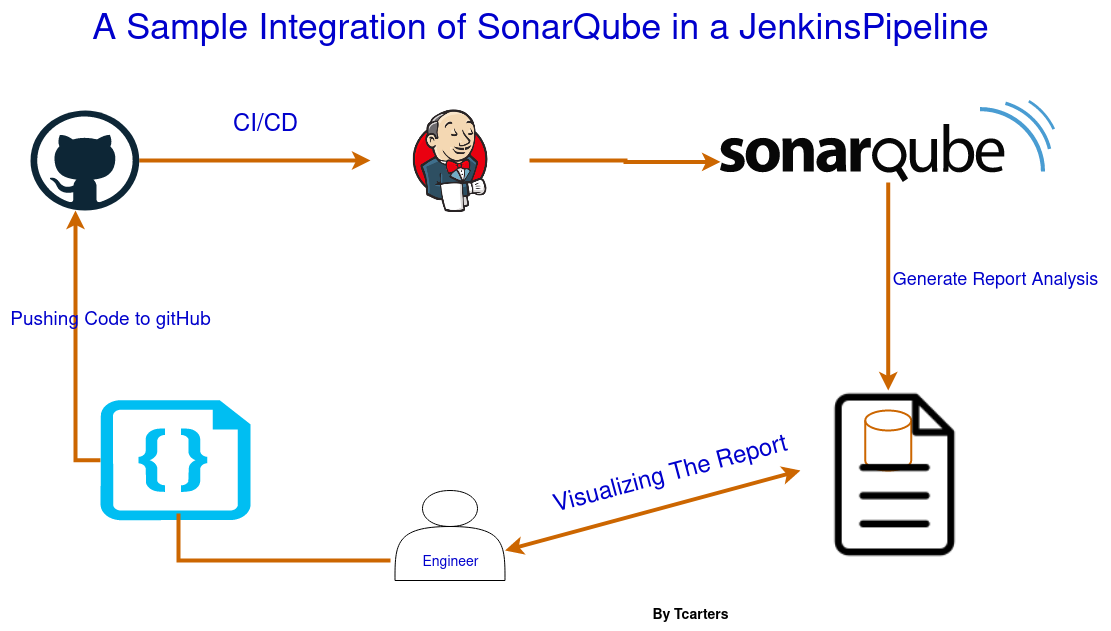 A Sample Integration of SonarQube in a JenkinsPipeline
CI/CD
sonarqube
Generate Report Analysis
Pushing Code to gitHub
{ }
Visualizing The Report
Engineer
By Tcarters